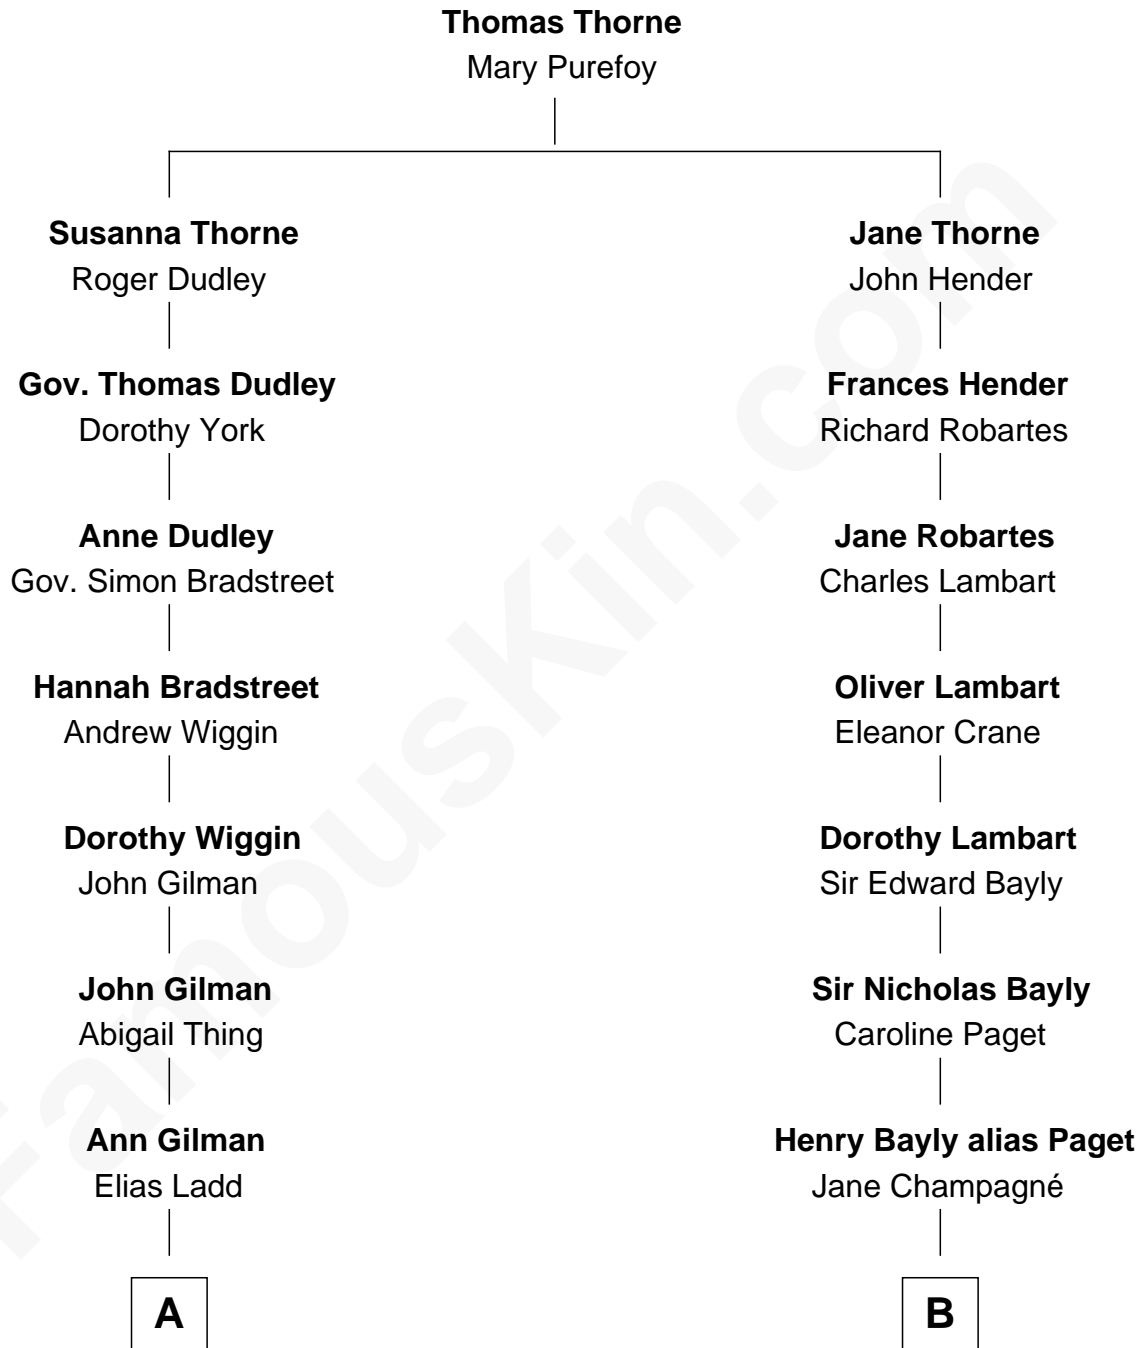 Thomas Thorne
Mary Purefoy
Susanna Thorne
Roger Dudley
Jane Thorne
John Hender
Gov. Thomas Dudley
Dorothy York
Frances Hender
Richard Robartes
Anne Dudley
Gov. Simon Bradstreet
Jane Robartes
Charles Lambart
Hannah Bradstreet
Andrew Wiggin
Oliver Lambart
Eleanor Crane
Dorothy Wiggin
John Gilman
Dorothy Lambart
Sir Edward Bayly
John Gilman
Abigail Thing
Sir Nicholas Bayly
Caroline Paget
Ann Gilman
Elias Ladd
Henry Bayly alias Paget
Jane Champagné
A
B
FamousKin.com